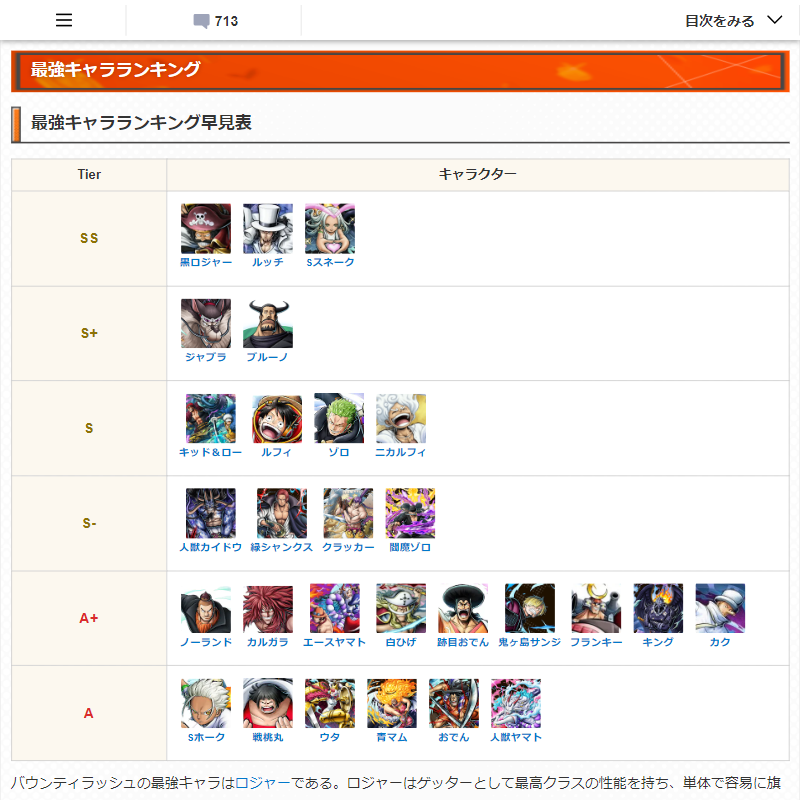 713
目次をみる
最強キャラランキング
最強キャラランキング早見表
Tier キャラクター
SS
黒ロジャー ルッチ Sスネーク
S+
ジャブラ ブルーノ
S
キッド＆ロー ルフィ ゾロ ニカルフィ
S-
人獣カイドウ 緑シャンクス クラッカー 閻魔ゾロ
A+
ノーランド カルガラ エースヤマト 白ひげ 跡目おでん 鬼ヶ島サンジ フランキー キング カク
A
Sホーク 戦桃丸 ウタ 青マム おでん 人獣ヤマト
バウンティラッシュの最強キャラはロジャーである。ロジャーはゲッターとして最高クラスの性能を持ち、単体で容易に旗